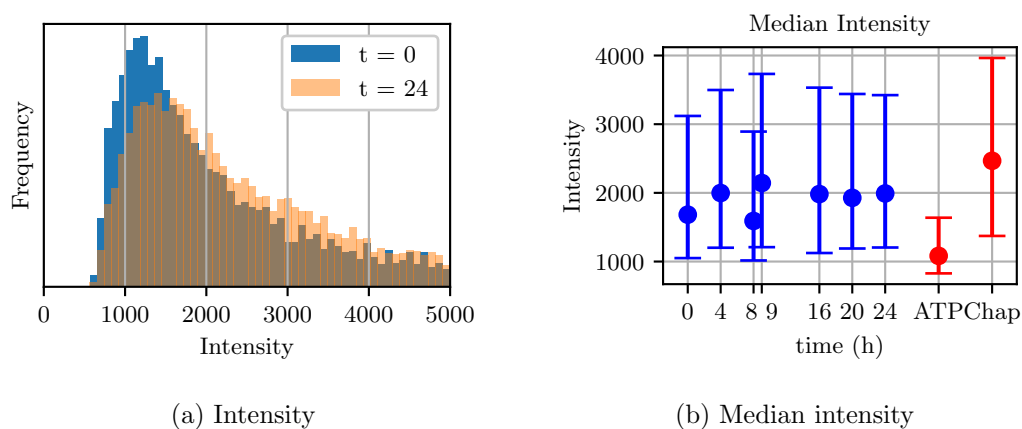 Frequency
t = 0
t = 24
0 1000 2000 3000 4000 5000
Intensity
(a) Intensity
Median Intensity
Intensity
4000
3000
2000
1000
0 4 8 9 16 20 24 ATP Chap
time (h)
(b) Median intensity